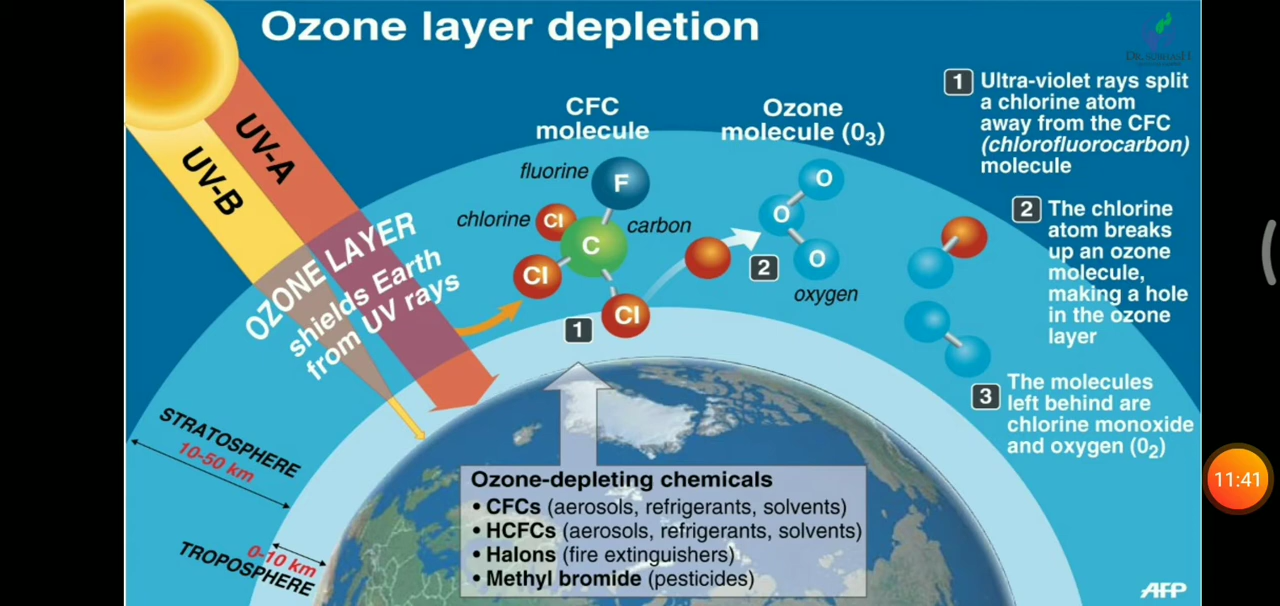 Ozone layer depletion
UV-A
UV-B
OZONE LAYER
shields Earth
from UV rays
STRATOSPHERE
10-50 km
0-10 km
TROPOSPHERE
CFC
molecule
fluorine
F
chlorine
Cl
carbon
C
Cl
Cl
1
Ozone
molecule (03)
O
O
O
2
oxygen
1 Ultra-violet rays split
a chlorine atom
away from the CFC
(chlorofluorocarbon)
molecule
2 The chlorine
atom breaks
up an ozone
molecule,
making a hole
in the ozone
layer
3 The molecules
left behind are
chlorine monoxide
and oxygen (02)
Ozone-depleting chemicals
• CFCs (aerosols, refrigerants, solvents)
• HCFCs (aerosols, refrigerants, solvents)
• Halons (fire extinguishers)
• Methyl bromide (pesticides)
AFP
11:41